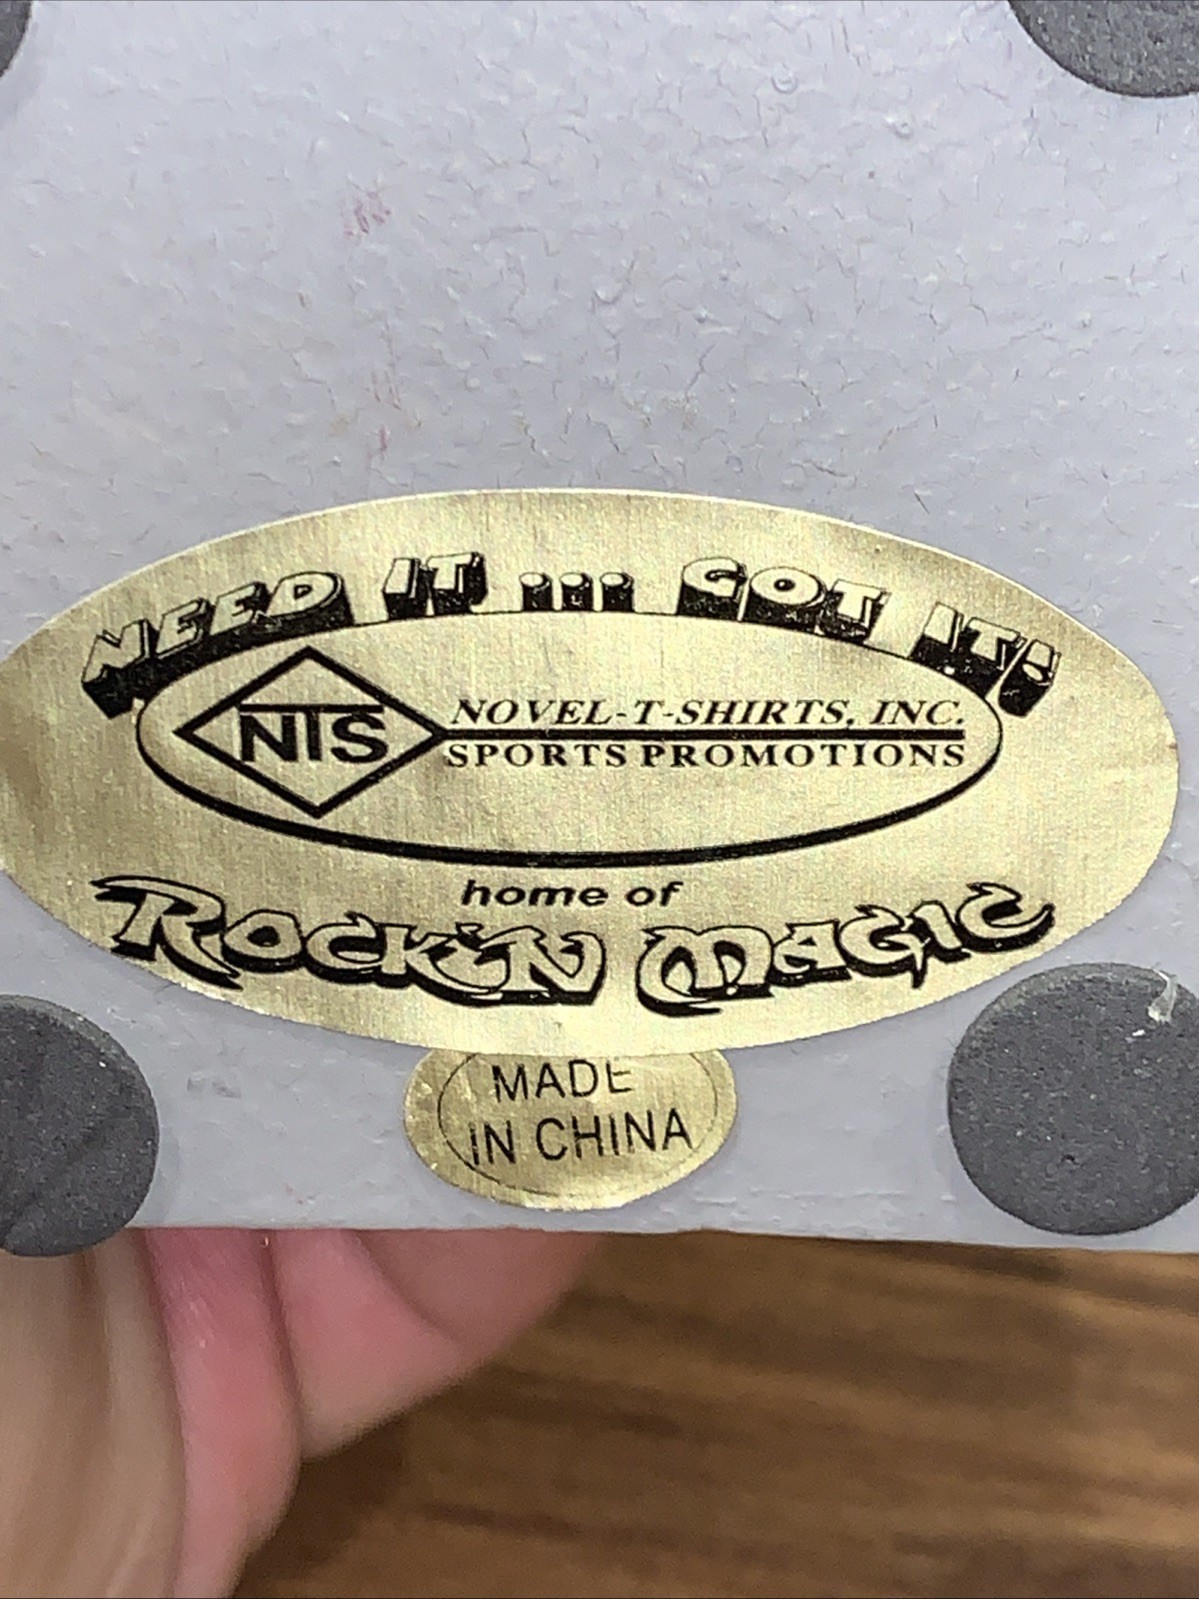 NEED IT ... GOT IT!
NTS
NOVEL-T-SHIRTS, INC.
SPORTS PROMOTIONS
home of
ROCK'N MAGIC
MADE
IN CHINA